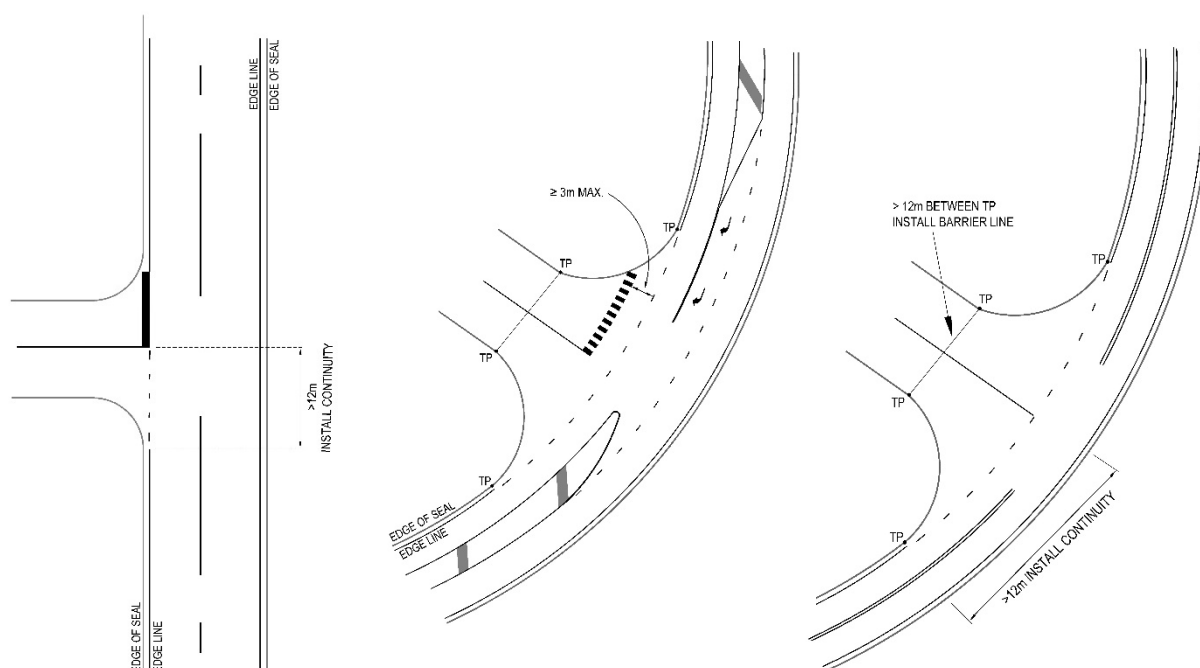 EDGE LINE
EDGE OF SEAL
>12m
INSTALL CONTINUITY
EDGE OF SEAL
EDGE LINE
≥ 3m MAX.
TP
TP
TP
TP
EDGE OF SEAL
EDGE LINE
> 12m BETWEEN TP
INSTALL BARRIER LINE
TP
TP
TP
TP
>12m INSTALL CONTINUITY